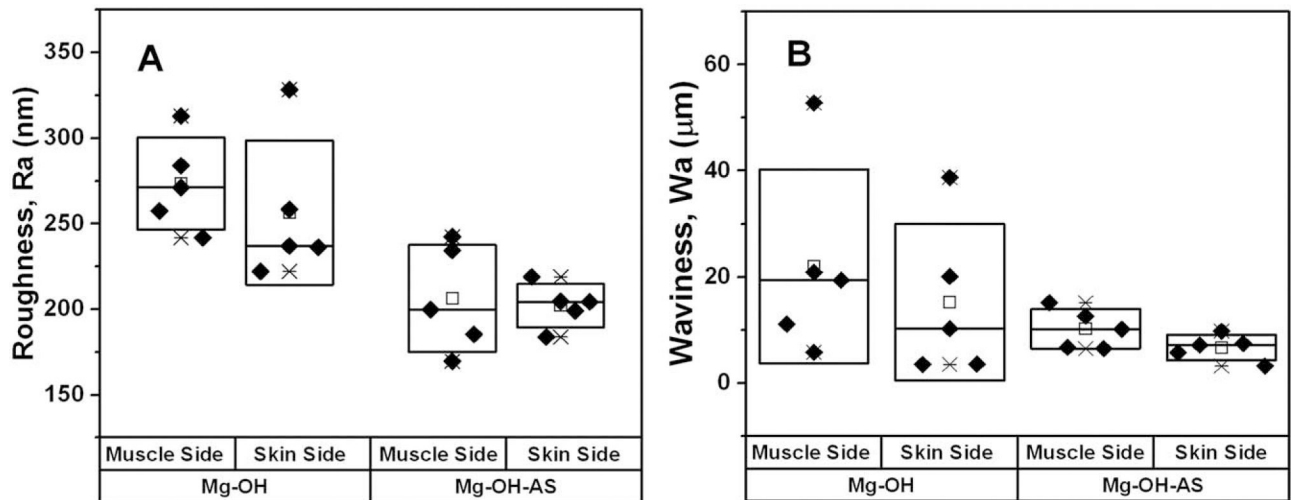 A
Roughness, Ra (nm)
350
300
250
200
150
Muscle Side Skin Side Muscle Side Skin Side
Mg-OH Mg-OH-AS
B
Waviness, Wa (μm)
60
40
20
0
Muscle Side Skin Side Muscle Side Skin Side
Mg-OH Mg-OH-AS